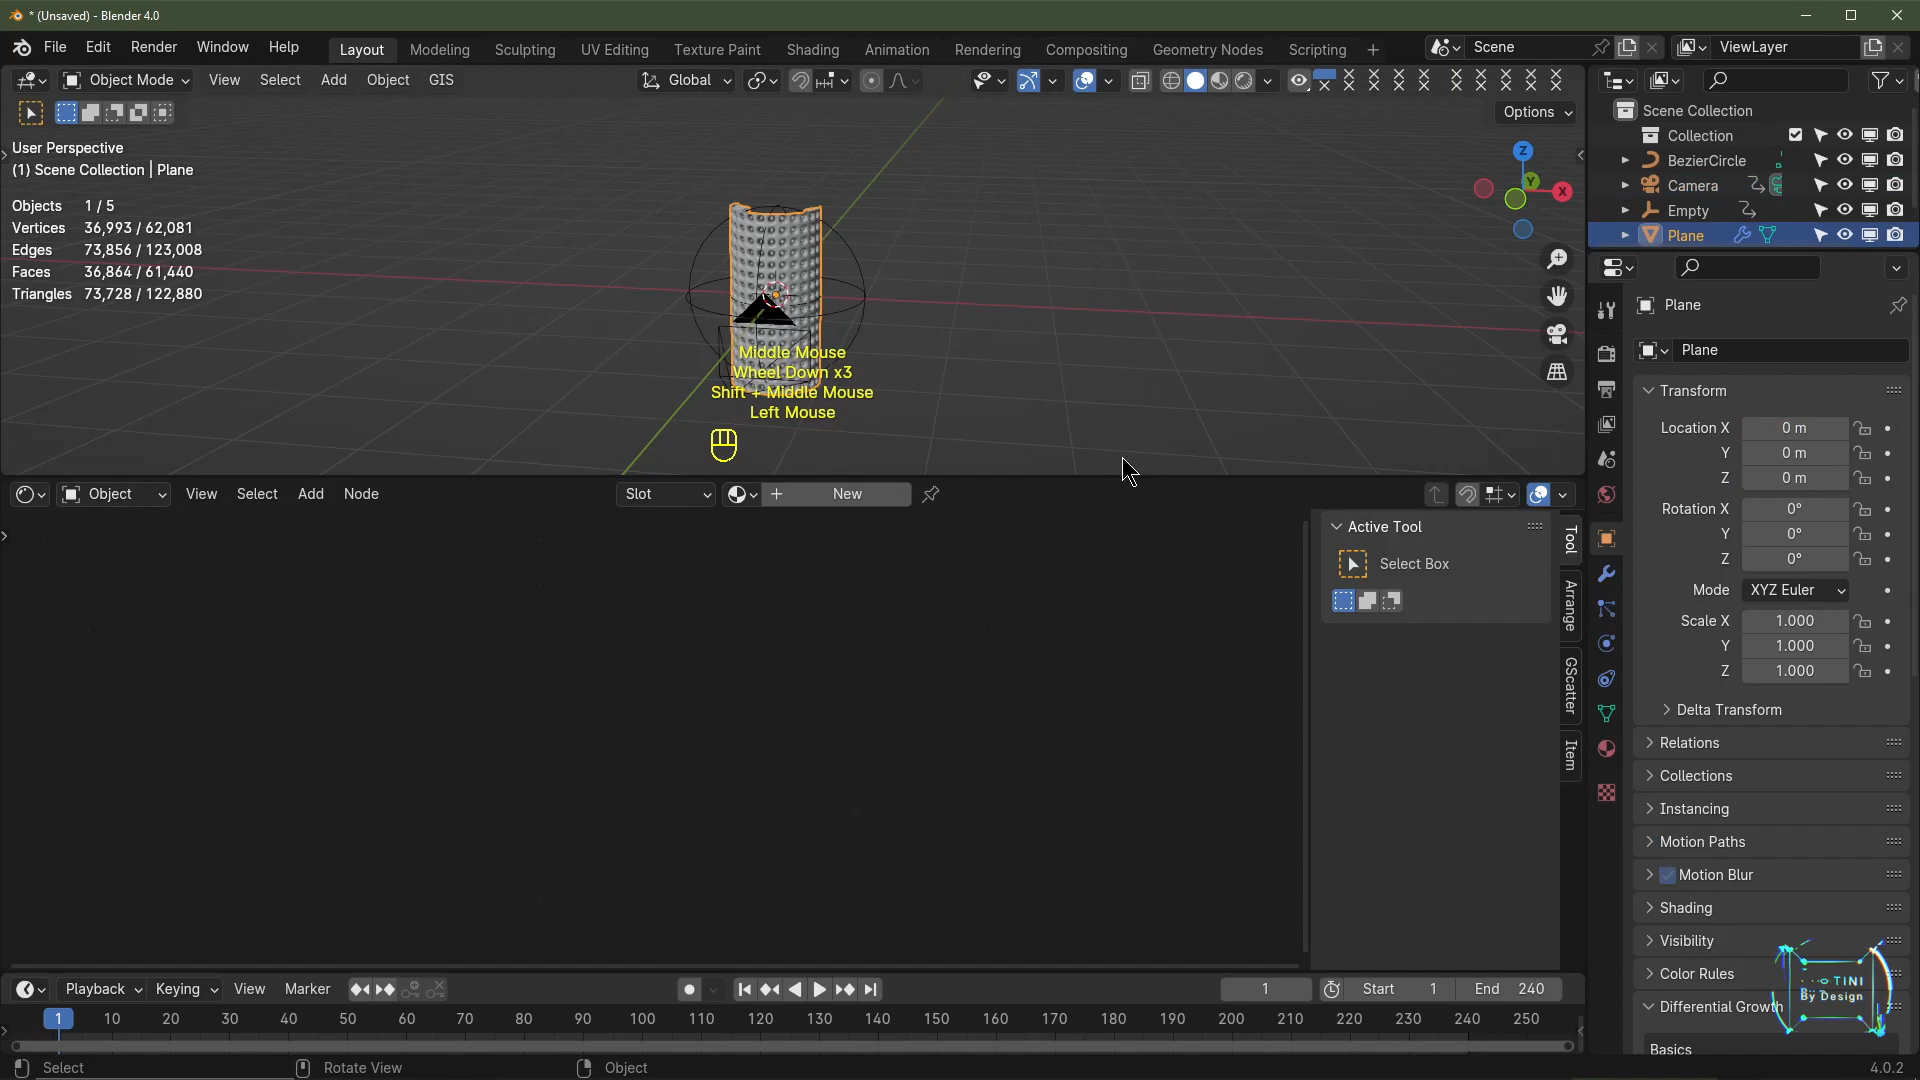 * (Unsaved) - Blender 4.0
File Edit Render Window Help
Layout Modeling Sculpting UV Editing Texture Paint Shading Animation Rendering Compositing Geometry Nodes Scripting +
Scene
ViewLayer
Object Mode View Select Add Object GIS
Global
Options
User Perspective
(1) Scene Collection | Plane
Objects 1 / 5
Vertices 36,993 / 62,081
Edges 73,856 / 123,008
Faces 36,864 / 61,440
Triangles 73,728 / 122,880
Z
Y
X
Middle Mouse
Wheel Down x3
Shift + Middle Mouse
Left Mouse
Scene Collection
Collection
BezierCircle
Camera
Empty
Plane
Plane
Plane
Transform
Location X 0 m
Y 0 m
Z 0 m
Rotation X 0°
Y 0°
Z 0°
Mode XYZ Euler
Scale X 1.000
Y 1.000
Z 1.000
Delta Transform
Relations
Collections
Instancing
Motion Paths
Motion Blur
Shading
Visibility
Color Rules
Differential Growth
Basics
Object View Select Add Node
Slot
New
Active Tool
Select Box
Tool
Arrange
GScatter
Item
Playback Keying View Marker
1
Start 1
End 240
1 10 20 30 40 50 60 70 80 90 100 110 120 130 140 150 160 170 180 190 200 210 220 230 240 250
Select
Rotate View
Object
4.0.2
By Design